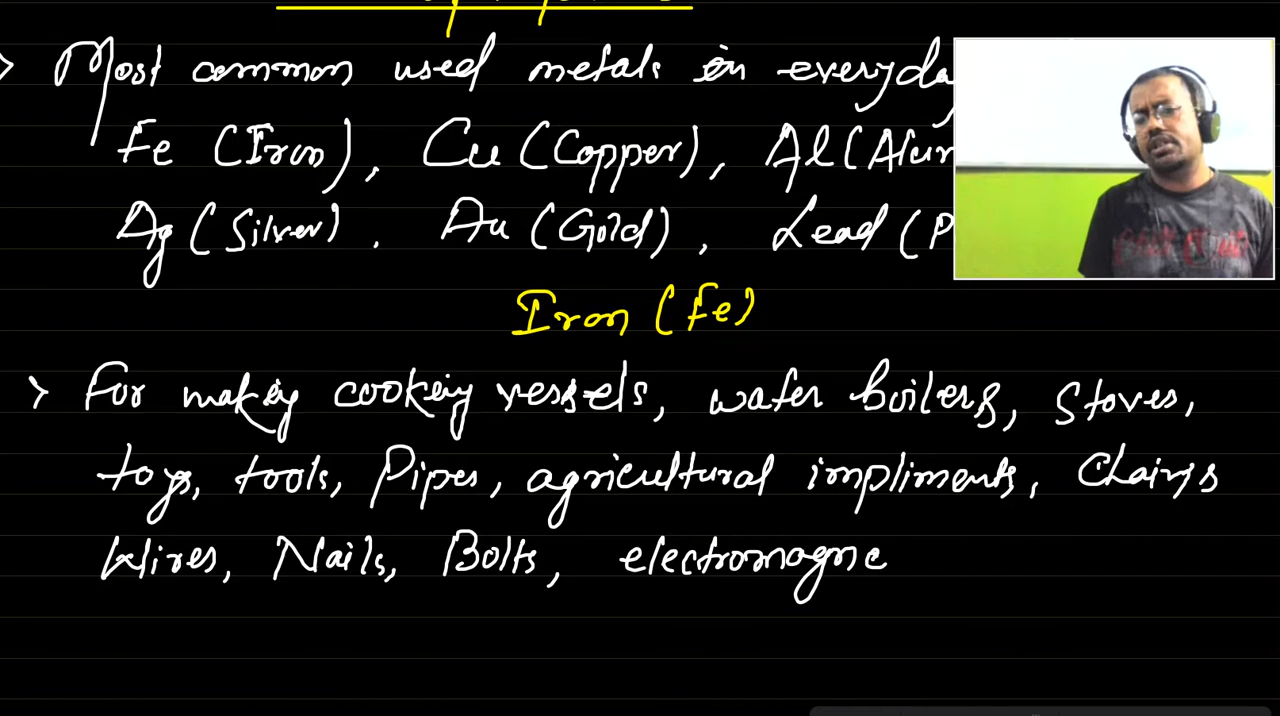 > Most common used metals in everyda
Fe (Iron), Cu (Copper), Al (Alum
Ag (Silver), Au (Gold), Lead (P
Iron (Fe)
> For making cooking vessels, water boilers, Stoves,
toys, tools, Pipes, agricultural impliments, Chains
Wires, Nails, Bolts, electromagne